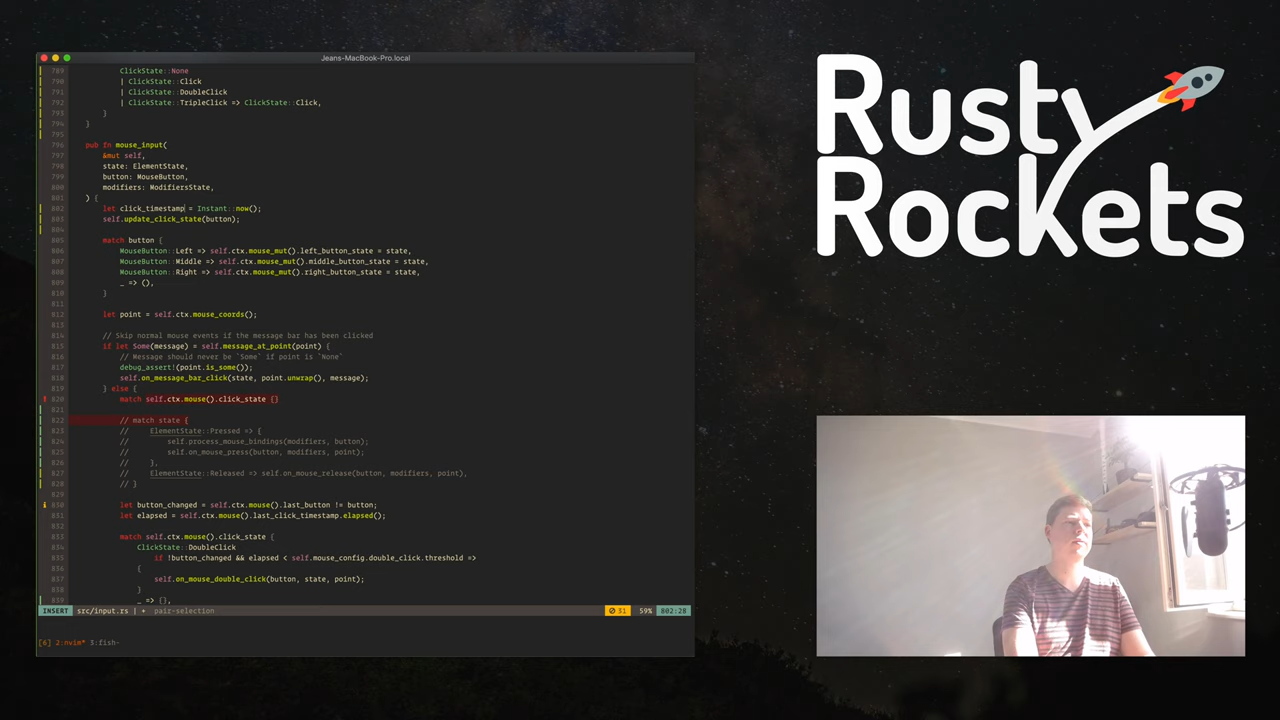 Jeans-MacBook-Pro.local
789 ClickState::None
790 | ClickState::Click
791 | ClickState::DoubleClick
792 | ClickState::TripleClick => ClickState::Click,
793 }
794 }
795
796 pub fn mouse_input(
797 &mut self,
798 state: ElementState,
799 button: MouseButton,
800 modifiers: ModifiersState,
801 ) {
802 let click_timestamp = Instant::now();
803 self.update_click_state(button);
804
805 match button {
806 MouseButton::Left => self.ctx.mouse_mut().left_button_state = state,
807 MouseButton::Middle => self.ctx.mouse_mut().middle_button_state = state,
808 MouseButton::Right => self.ctx.mouse_mut().right_button_state = state,
809 _ => (),
810 }
811
812 let point = self.ctx.mouse_coords();
813
814 // Skip normal mouse events if the message bar has been clicked
815 if let Some(message) = self.message_at_point(point) {
816 // Message should never be `Some` if point is `None`
817 debug_assert!(point.is_some());
818 self.on_message_bar_click(state, point.unwrap(), message);
819 } else {
! 820 match self.ctx.mouse().click_state {}
821
822 // match state {
823 // ElementState::Pressed => {
824 // self.process_mouse_bindings(modifiers, button);
825 // self.on_mouse_press(button, modifiers, point);
826 // },
827 // ElementState::Released => self.on_mouse_release(button, modifiers, point),
828 // }
829
i 830 let button_changed = self.ctx.mouse().last_button != button;
831 let elapsed = self.ctx.mouse().last_click_timestamp.elapsed();
832
833 match self.ctx.mouse().click_state {
834 ClickState::DoubleClick
835 if !button_changed && elapsed < self.mouse_config.double_click.threshold =>
836 {
837 self.on_mouse_double_click(button, state, point);
838 }
839 _ => {},
INSERT src/input.rs | + pair-selection 31 59% 802:28
[6] 2:nvim* 3:fish-
Rusty
Rockets